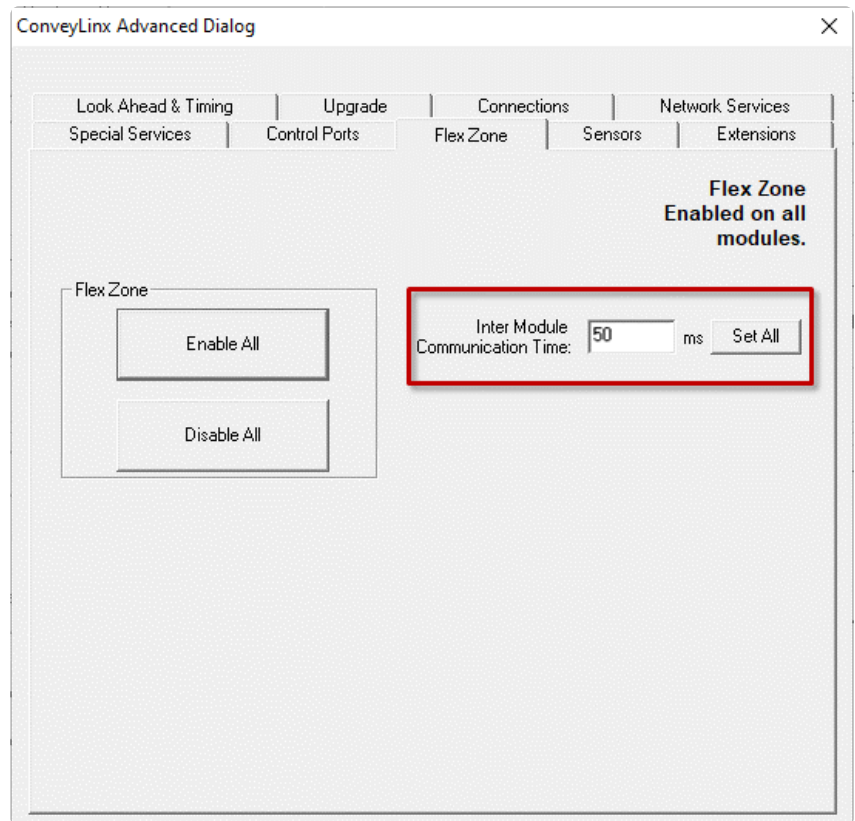 ConveyLinx Advanced Dialog
Look Ahead & Timing
Upgrade
Connections
Network Services
Special Services
Control Ports
Flex Zone
Sensors
Extensions
Flex Zone
Enabled on all
modules.
Flex Zone
Enable All
Disable All
Inter Module
Communication Time:
50
ms
Set All